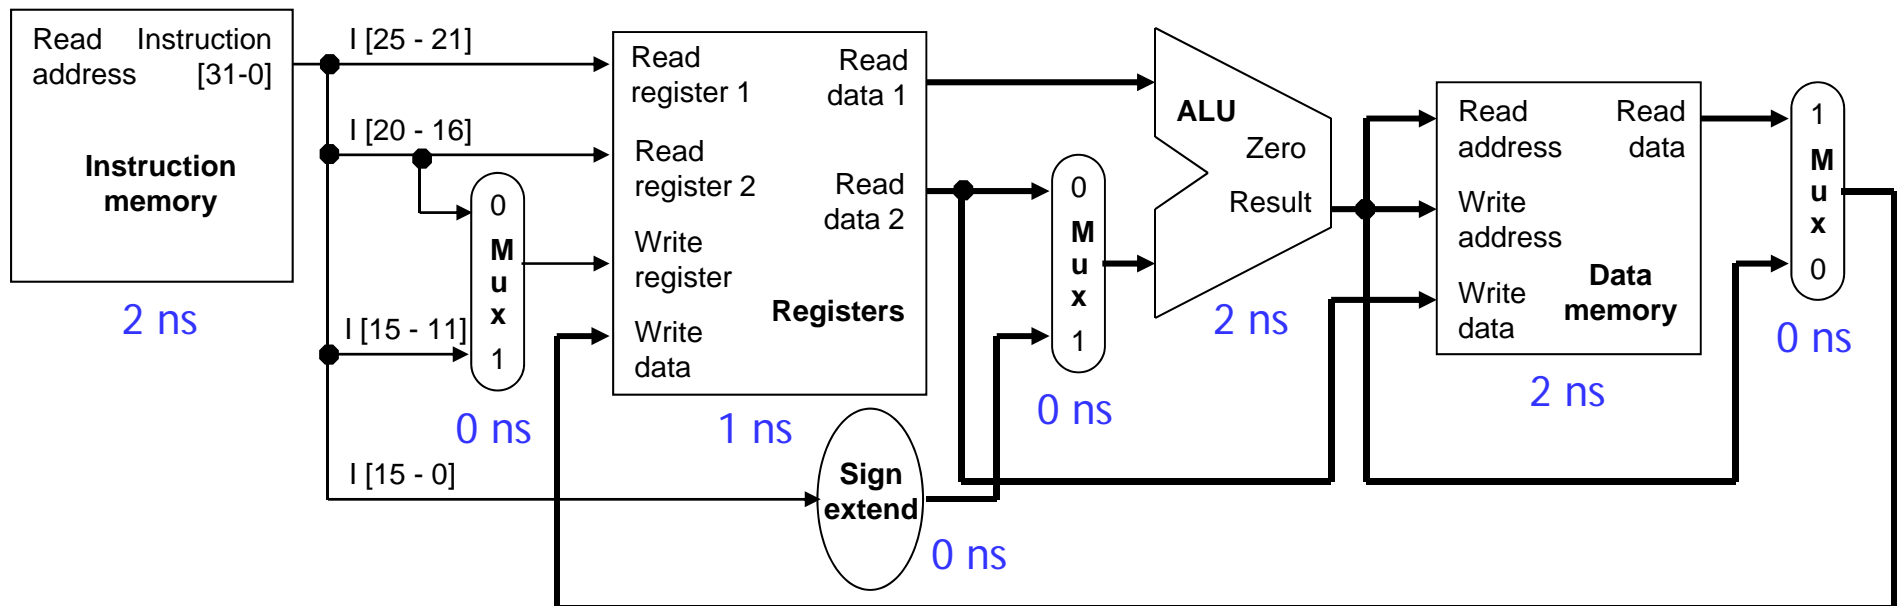 Read Instruction
address [31-0]
Instruction
memory
2 ns
I [25 - 21]
I [20 - 16]
I [15 - 11]
I [15 - 0]
0
M
u
x
1
0 ns
Read
register 1
Read
data 1
Read
register 2
Read
data 2
Write
register
Registers
Write
data
1 ns
Sign
extend
0 ns
0
M
u
x
1
0 ns
ALU
Zero
Result
2 ns
Read
address
Read
data
Write
address
Write
data
Data
memory
2 ns
1
M
u
x
0
0 ns